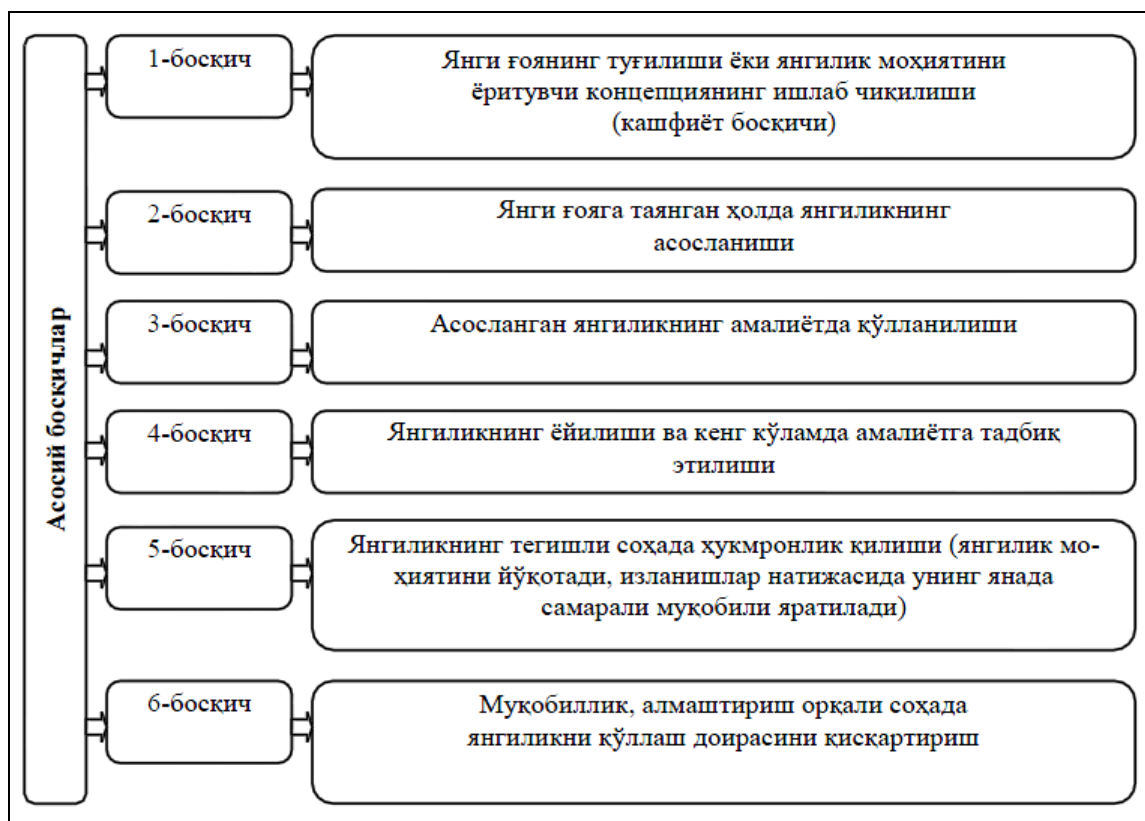 Асосий босқичлар
1-босқич
Янги ғоянинг туғилиши ёки янгилик моҳиятини
ёритувчи концепциянинг ишлаб чиқилиши
(кашфиёт босқичи)
2-босқич
Янги ғояга таянган ҳолда янгиликнинг
асосланиши
3-босқич
Асосланган янгиликнинг амалиётда қўлланилиши
4-босқич
Янгиликнинг ёйилиши ва кенг кўламда амалиётга тадбиқ
этилиши
5-босқич
Янгиликнинг тегишли соҳада ҳукмронлик қилиши (янгилик мо-
ҳиятини йўқотади, изланишлар натижасида унинг янада
самарали муқобили яратилади)
6-босқич
Муқобиллик, алмаштириш орқали соҳада
янгиликни қўллаш доирасини қисқартириш